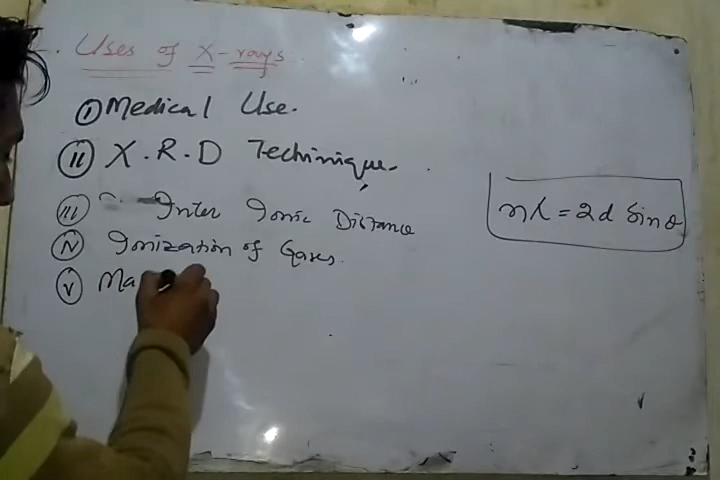 Uses of X-rays.
(I) Medical Use.
(II) X.R.D Techinique.
(III) Inter Ionic Distance
(IV) Ionization of Gases.
(V) Ma
nλ = 2d Sinθ